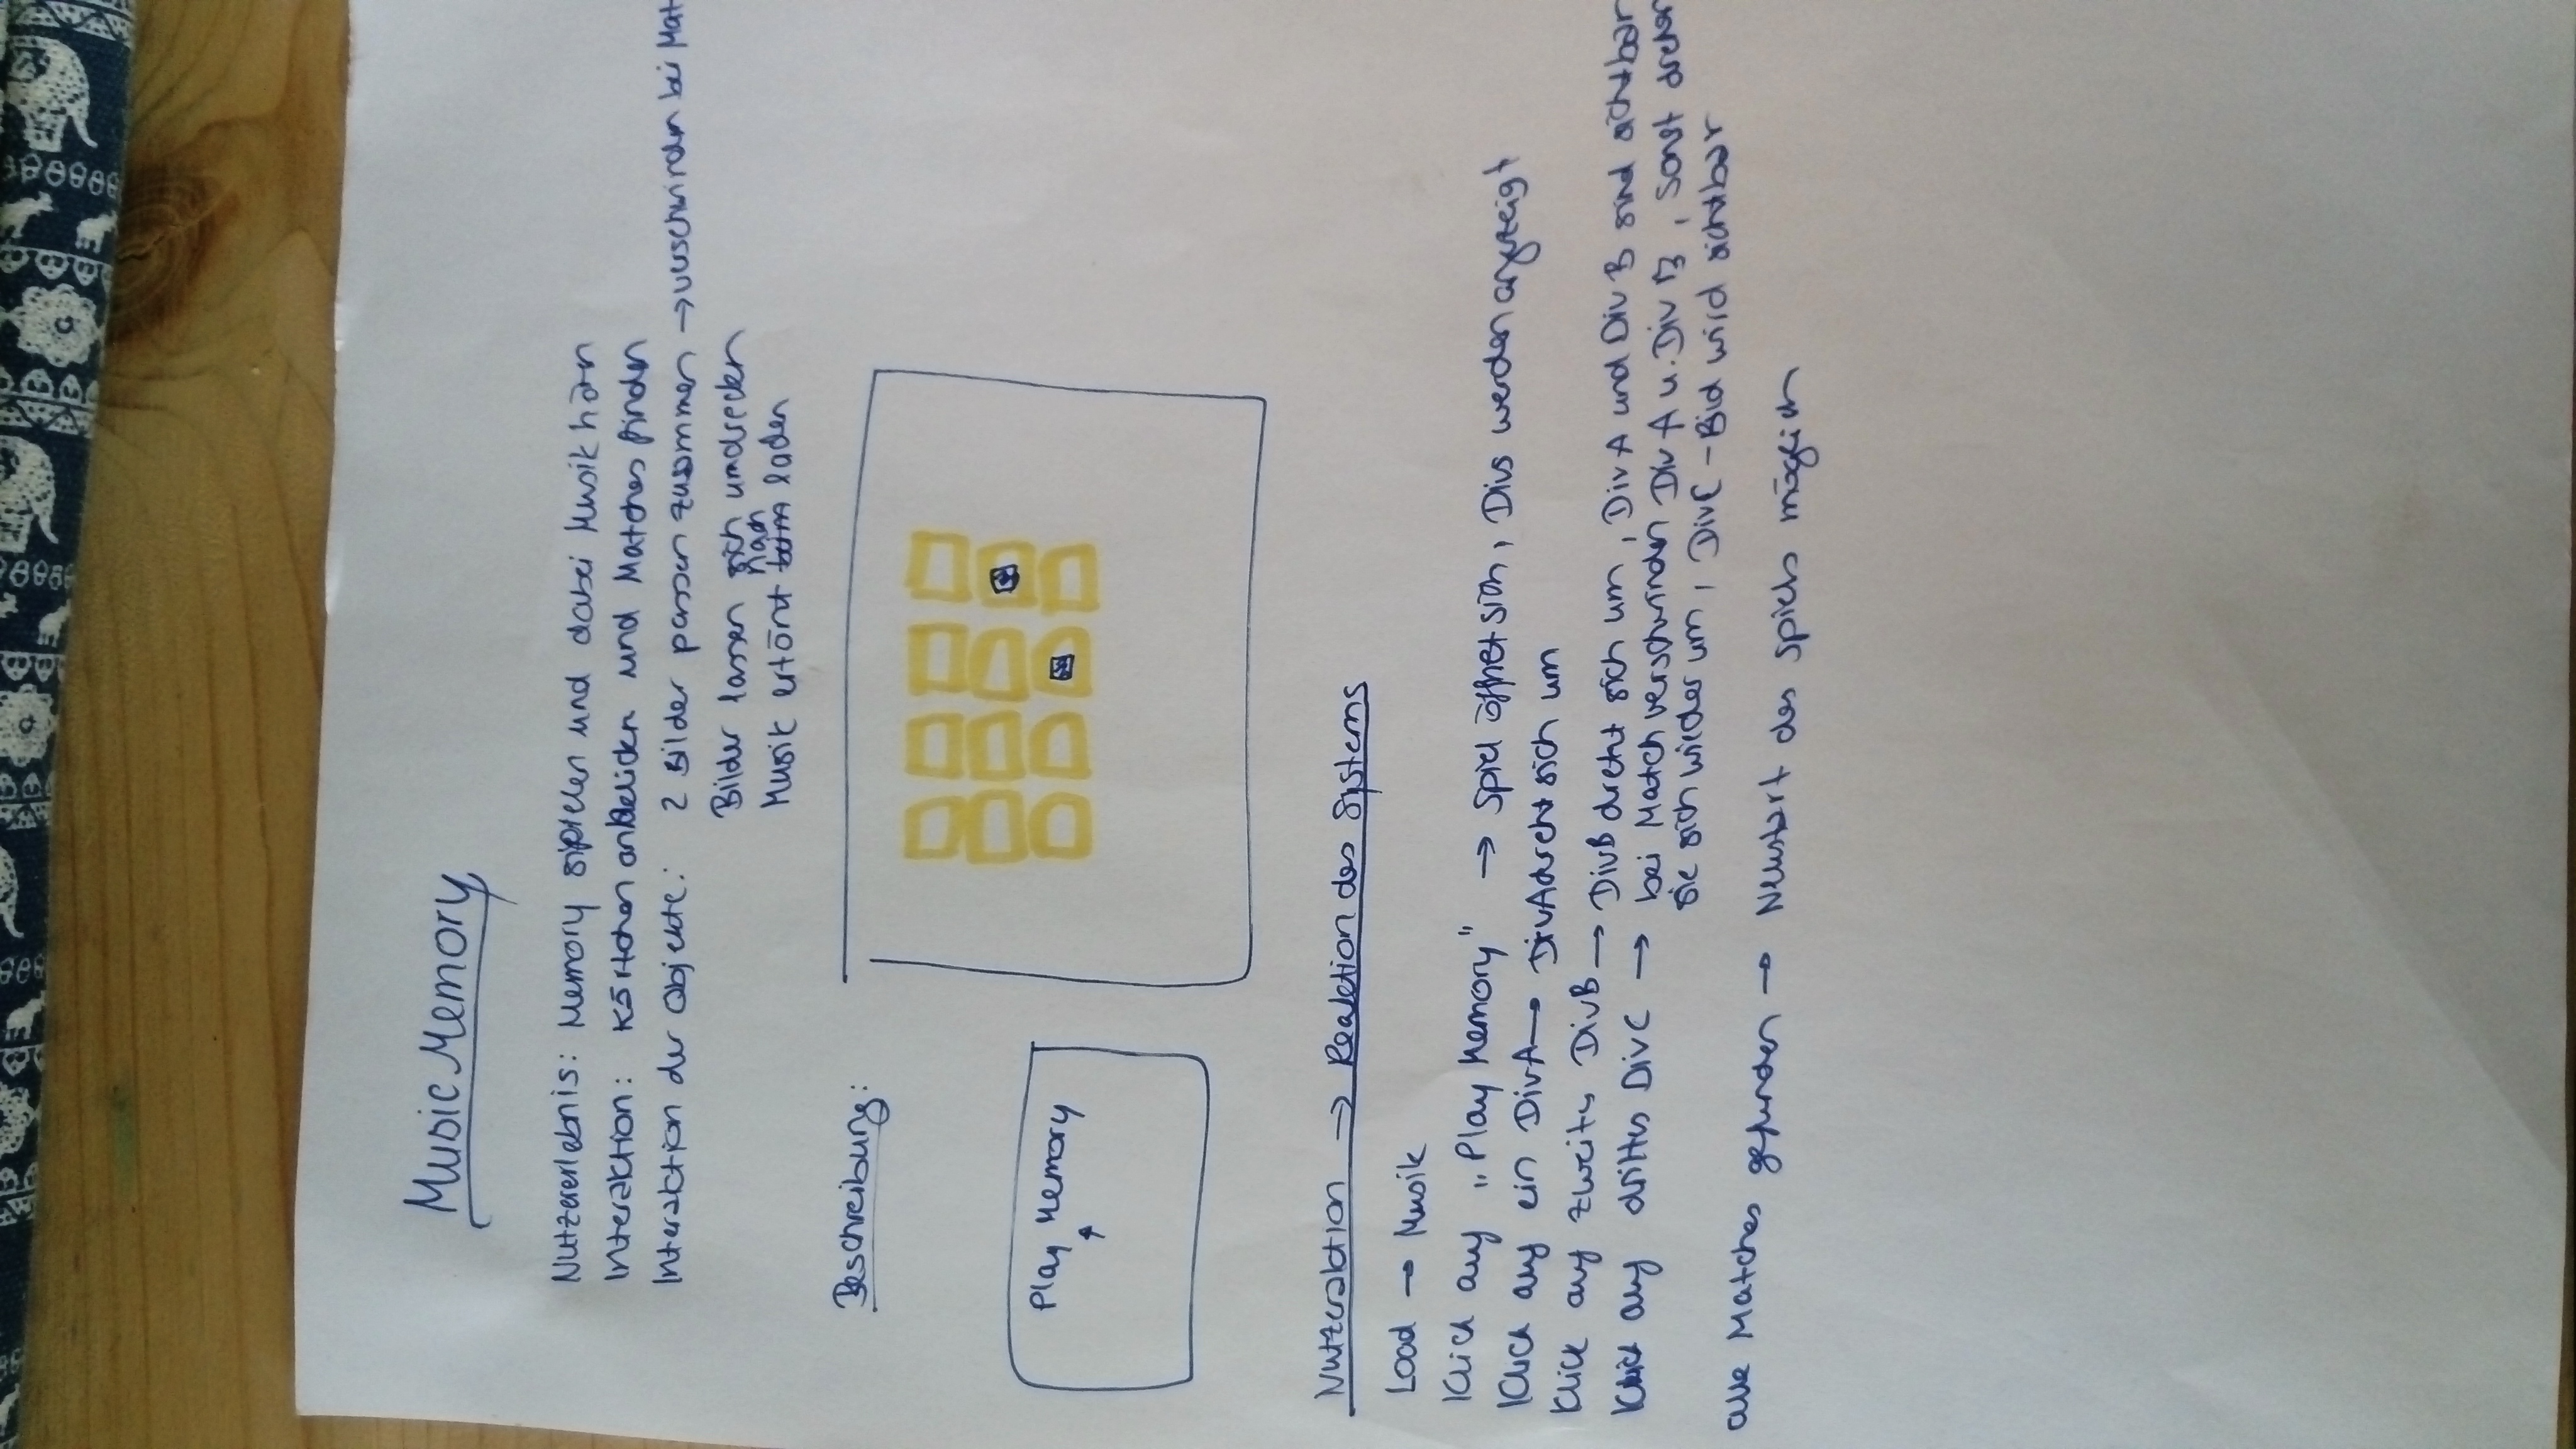 Music Memory
Nutzererlebnis: Memory spielen und dabei Musik hören
Interaktion: Kärtchen anklicken und Matches finden
Interaktion der Objekte: 2 Bilder passen zusammen → verschwinden bei Mat
Bilder lassen sich umdrehen
nach
Musik ertönt beim laden
Beschreibung:
Play Memory
Nutzeraktion → Reaktion des Systems
Load → Musik
Klick auf „Play Memory" → Spiel öffnet sich, Divs werden angezeigt
Klick auf ein DivA → DivA dreht sich um
Klick auf zweites DivB → DivB dreht sich um, DivA und DivB sind sichtbar
Klick auf drittes DivC → bei Match verschwinden DivA u. DivB, sonst drehen
sie sich wieder um, DivC-Bild wird sichtbar
alle Matches gefunden → Neustart des Spiels möglich